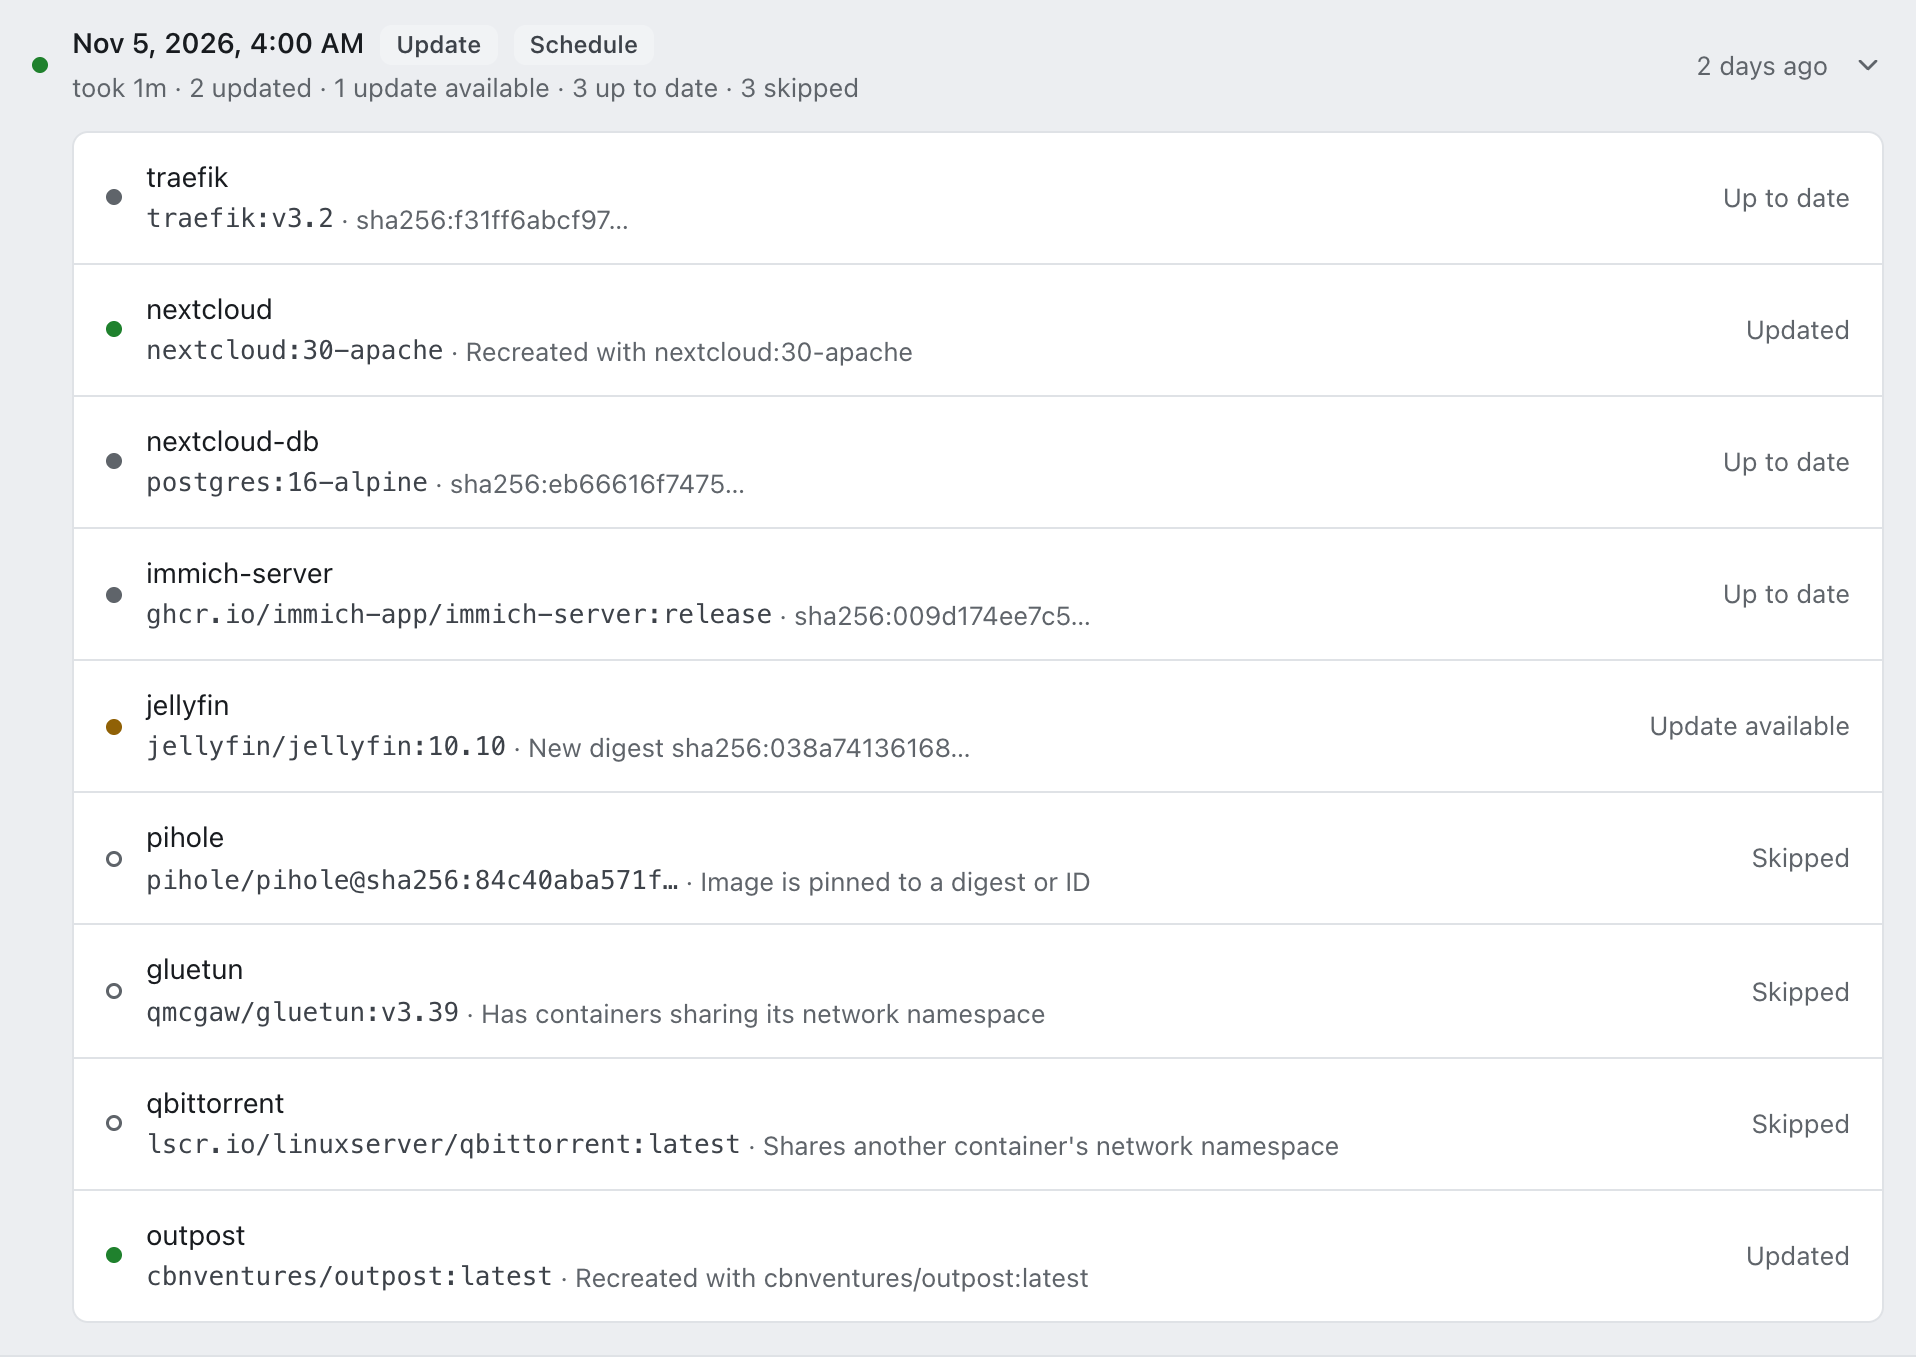 Nov 5, 2026, 4:00 AM Update Schedule
took 1m · 2 updated · 1 update available · 3 up to date · 3 skipped
2 days ago
traefik
traefik:v3.2 · sha256:f31ff6abcf97...
Up to date
nextcloud
nextcloud:30-apache · Recreated with nextcloud:30-apache
Updated
nextcloud-db
postgres:16-alpine · sha256:eb66616f7475...
Up to date
immich-server
ghcr.io/immich-app/immich-server:release · sha256:009d174ee7c5...
Up to date
jellyfin
jellyfin/jellyfin:10.10 · New digest sha256:038a74136168...
Update available
pihole
pihole/pihole@sha256:84c40aba571f… · Image is pinned to a digest or ID
Skipped
gluetun
qmcgaw/gluetun:v3.39 · Has containers sharing its network namespace
Skipped
qbittorrent
lscr.io/linuxserver/qbittorrent:latest · Shares another container's network namespace
Skipped
outpost
cbnventures/outpost:latest · Recreated with cbnventures/outpost:latest
Updated